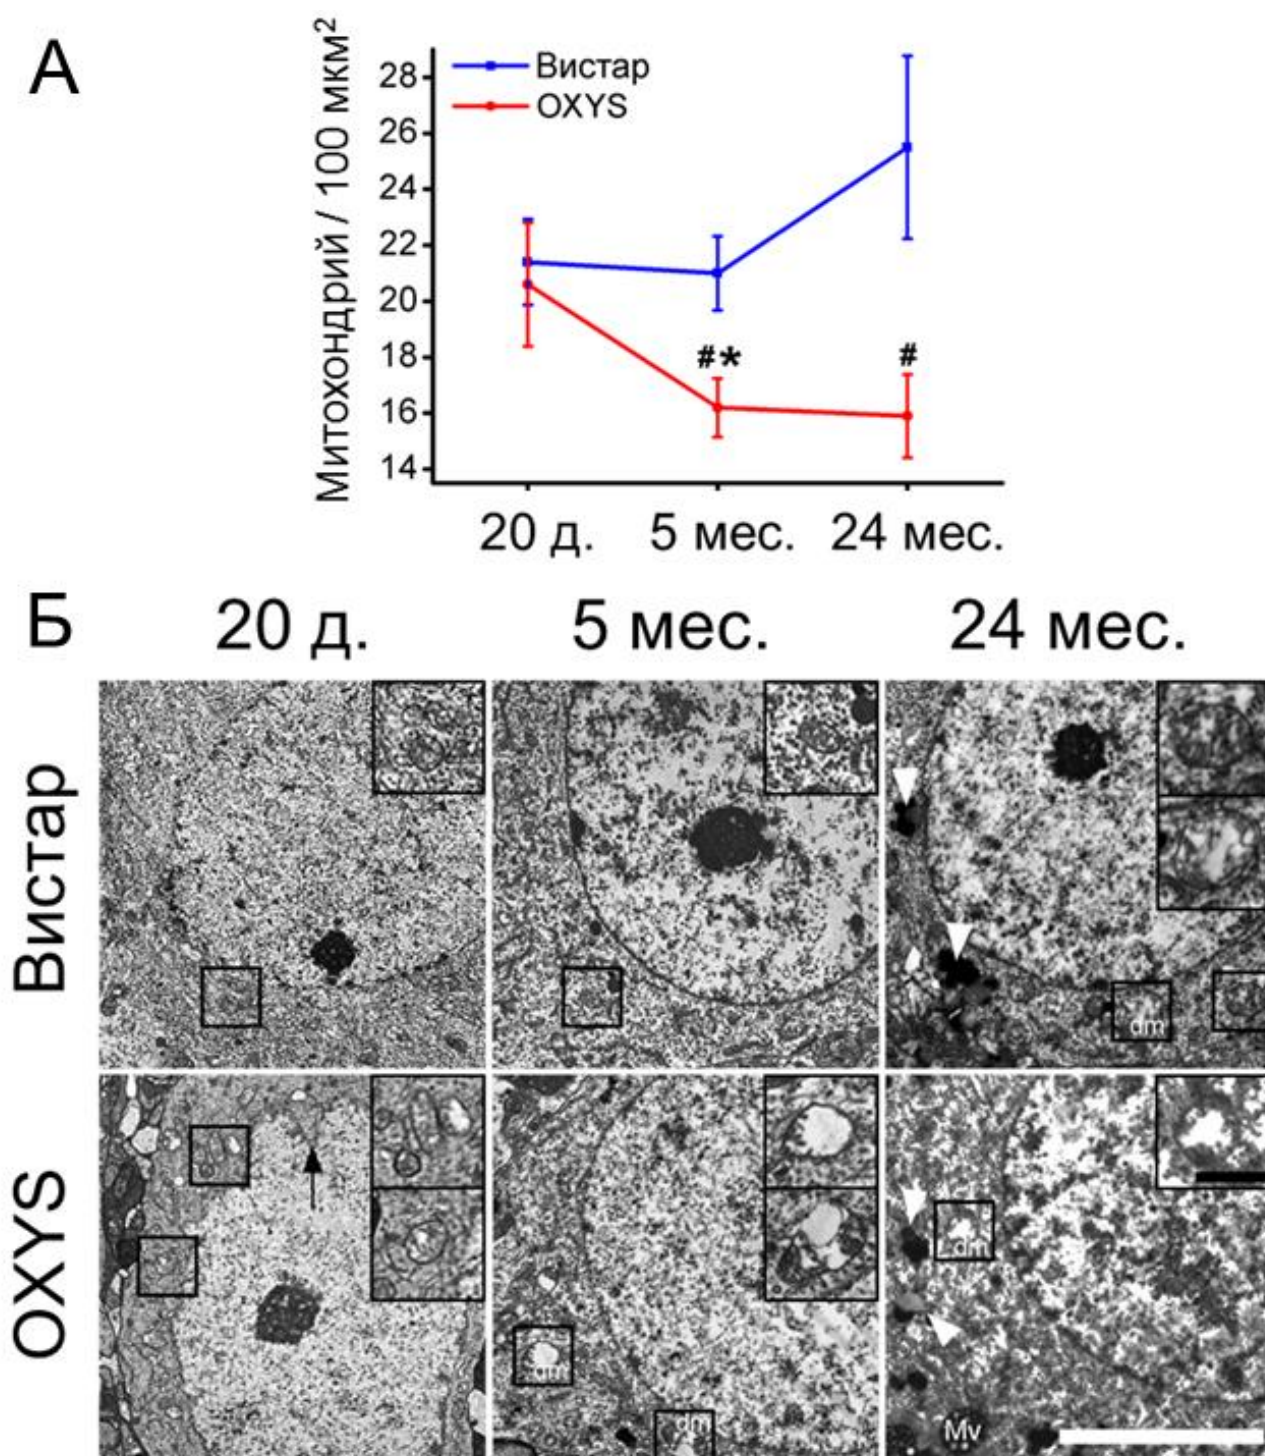 А
Митохондрий / 100 мкм²
28
26
24
22
20
18
16
14
Вистар
OXYS
#*
#
20 д. 5 мес. 24 мес.
Б
20 д. 5 мес. 24 мес.
Вистар
dm
OXYS
dm
dm
dm
Mv